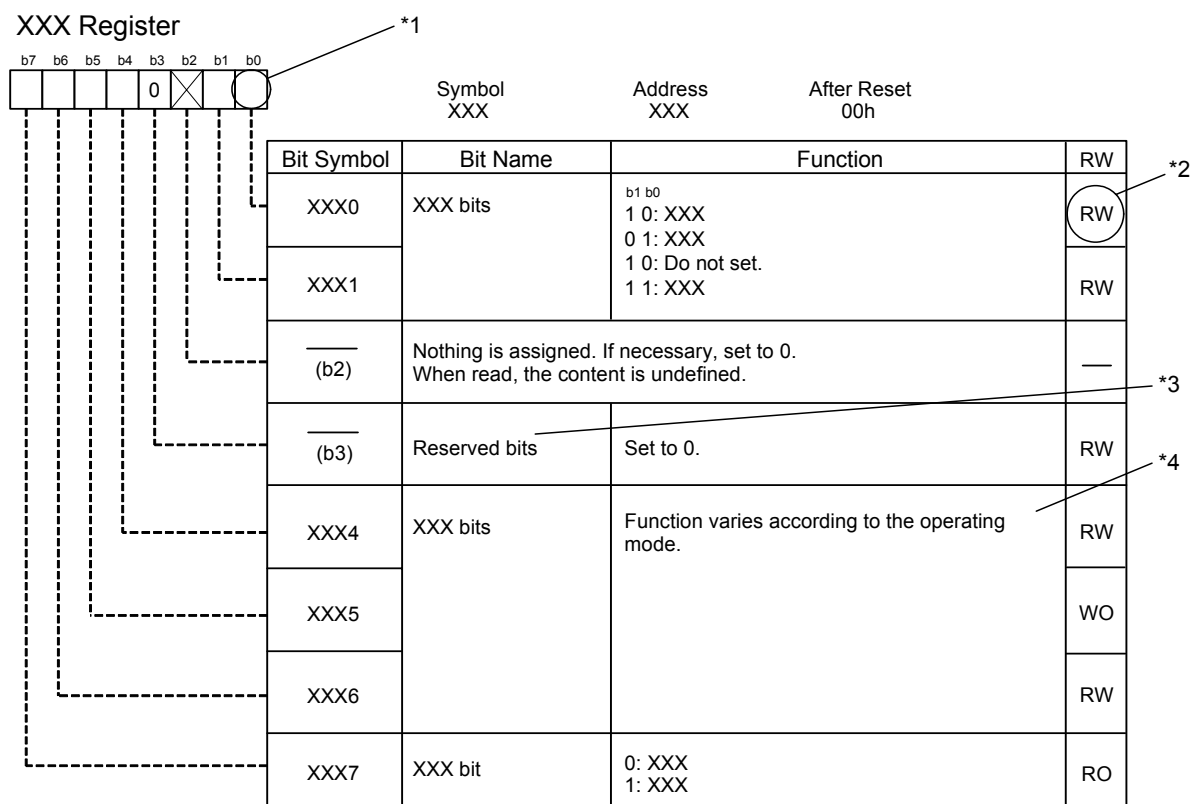 XXX Register
*1
b7 b6 b5 b4 b3 b2 b1 b0
0
Symbol Address After Reset
XXX XXX 00h
Bit Symbol Bit Name Function RW
*2
XXX0 XXX bits
b1 b0
1 0: XXX
0 1: XXX
1 0: Do not set.
1 1: XXX
RW
XXX1 RW
(b2)
Nothing is assigned. If necessary, set to 0.
When read, the content is undefined.
—
*3
(b3) Reserved bits Set to 0. RW
*4
XXX4 XXX bits
Function varies according to the operating
mode.
RW
XXX5 WO
XXX6 RW
XXX7 XXX bit
0: XXX
1: XXX
RO